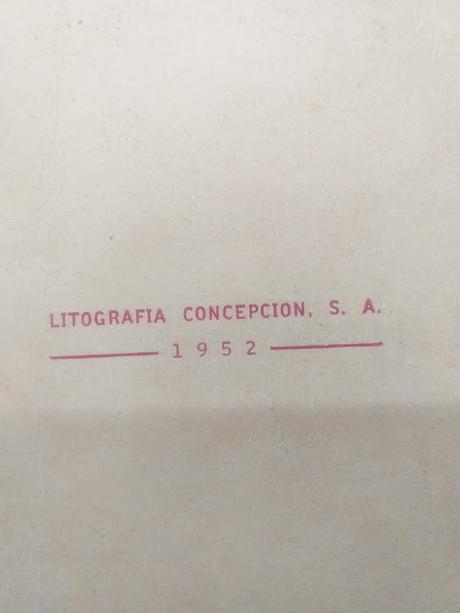 LITOGRAFIA CONCEPCION, S. A.
1952